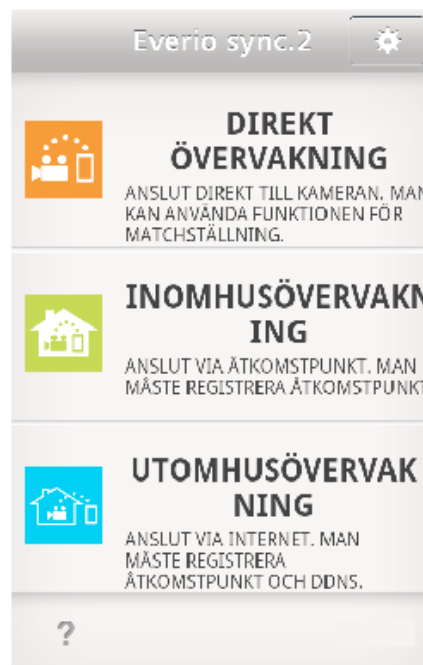 Everio sync.2
DIREKT
ÖVERVAKNING
ANSLUT DIREKT TILL KAMERAN. MAN
KAN ANVÄNDA FUNKTIONEN FÖR
MATCHSTÄLLNING.
INOMHUSÖVERVAKN
ING
ANSLUT VIA ÅTKOMSTPUNKT. MAN
MÅSTE REGISTRERA ÅTKOMSTPUNKT
UTOMHUSÖVERVAK
NING
ANSLUT VIA INTERNET. MAN
MÅSTE REGISTRERA
ÅTKOMSTPUNKT OCH DDNS.
?